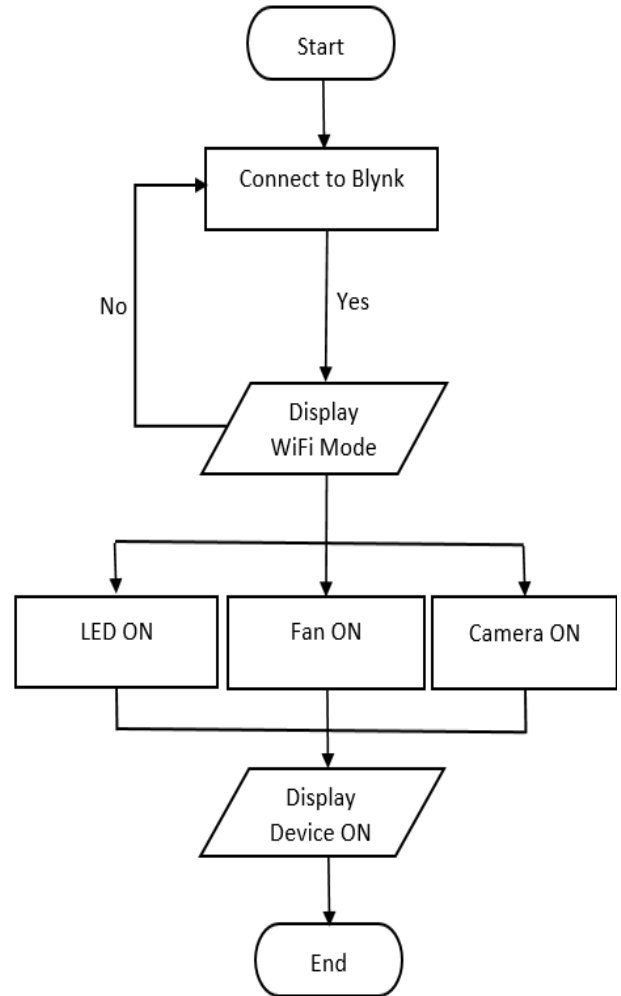 Start
Connect to Blynk
No
Yes
Display
WiFi Mode
LED ON
Fan ON
Camera ON
Display
Device ON
End